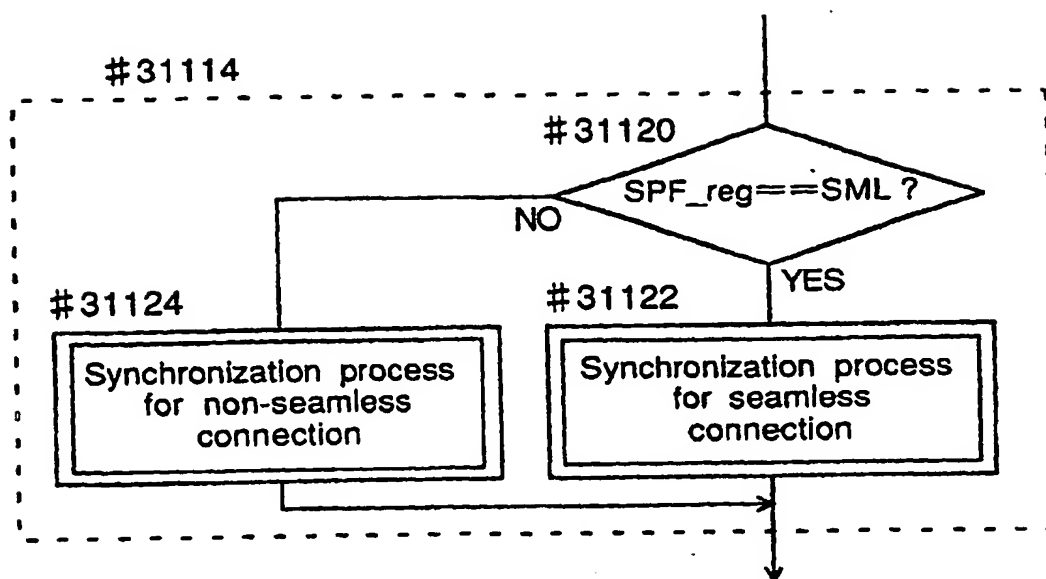 #31114
#31120
SPF_reg==SML ?
NO
YES
#31124
#31122
Synchronization process
for non-seamless
connection
Synchronization process
for seamless
connection